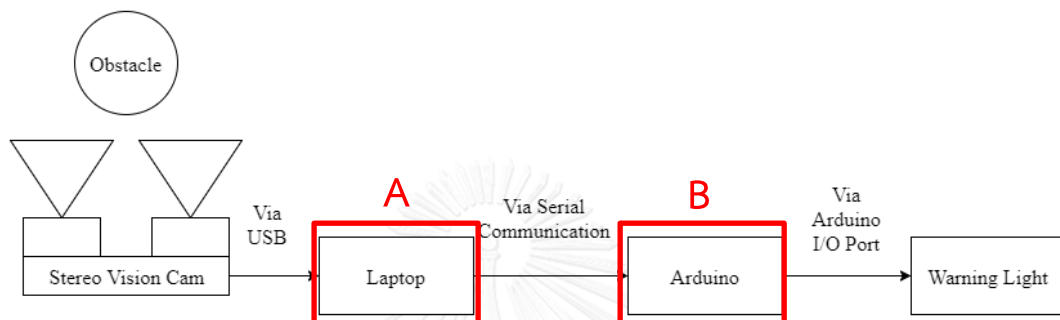 Obstacle
Stereo Vision Cam
Via
USB
A
Laptop
Via Serial
Communication
B
Arduino
Via
Arduino
I/O Port
Warning Light